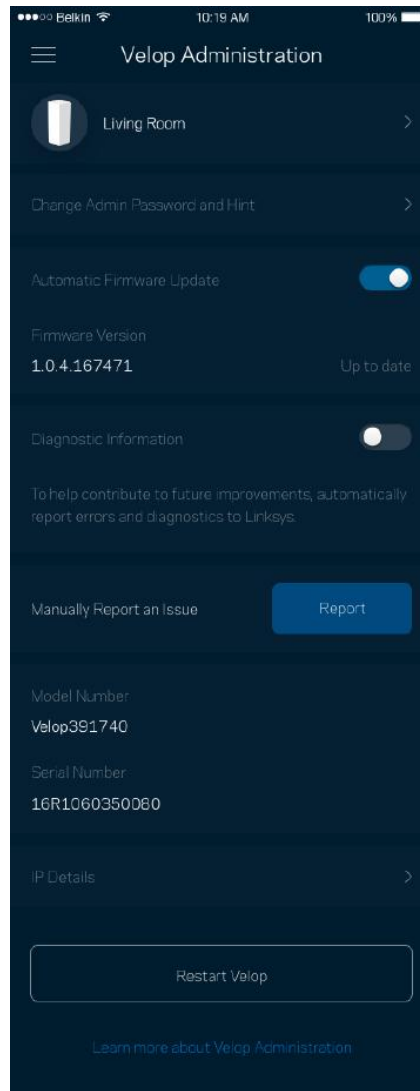 Belkin 10:19 AM 100%
Velop Administration
Living Room
Change Admin Password and Hint
Automatic Firmware Update
Firmware Version
1.0.4.167471 Up to date
Diagnostic Information
To help contribute to future improvements, automatically
report errors and diagnostics to Linksys.
Manually Report an Issue Report
Model Number
Velop391740
Serial Number
16R1060350080
IP Details
Restart Velop
Learn more about Velop Administration